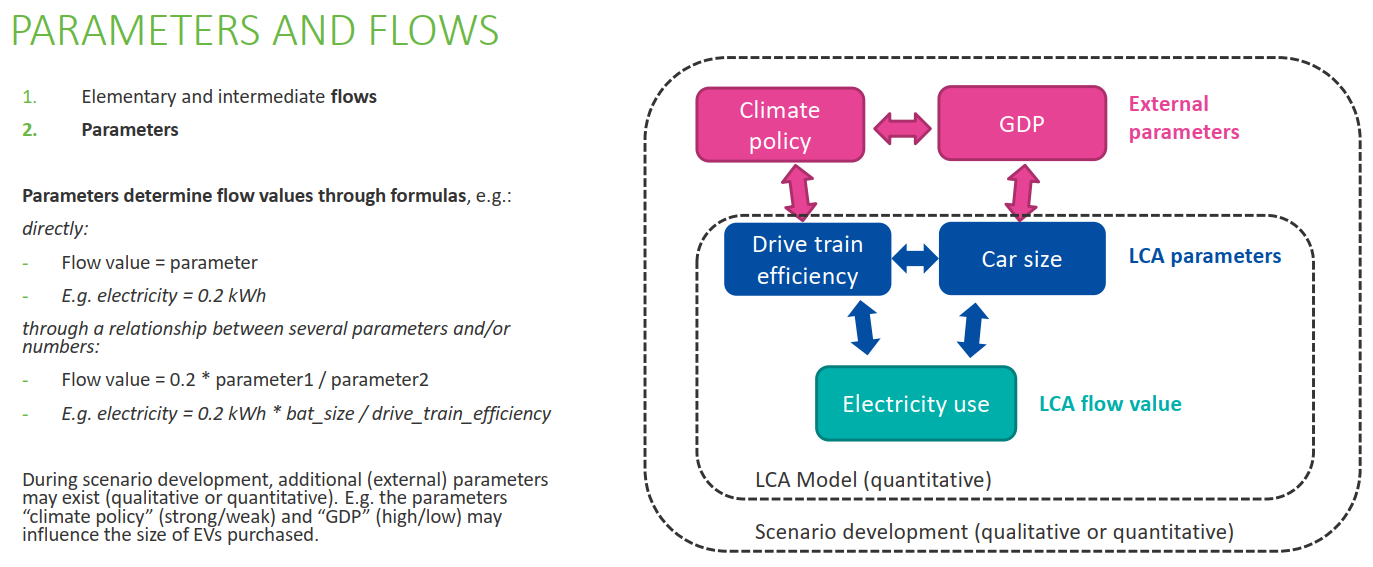 PARAMETERS AND FLOWS
1. Elementary and intermediate flows
2. Parameters
Parameters determine flow values through formulas, e.g.:
directly:
- Flow value = parameter
- E.g. electricity = 0.2 kWh
through a relationship between several parameters and/or
numbers:
- Flow value = 0.2 * parameter1 / parameter2
- E.g. electricity = 0.2 kWh * bat_size / drive_train_efficiency
During scenario development, additional (external) parameters
may exist (qualitative or quantitative). E.g. the parameters
“climate policy” (strong/weak) and “GDP” (high/low) may
influence the size of EVs purchased.
Climate
policy
GDP
External
parameters
Drive train
efficiency
Car size
LCA parameters
Electricity use
LCA flow value
LCA Model (quantitative)
Scenario development (qualitative or quantitative)